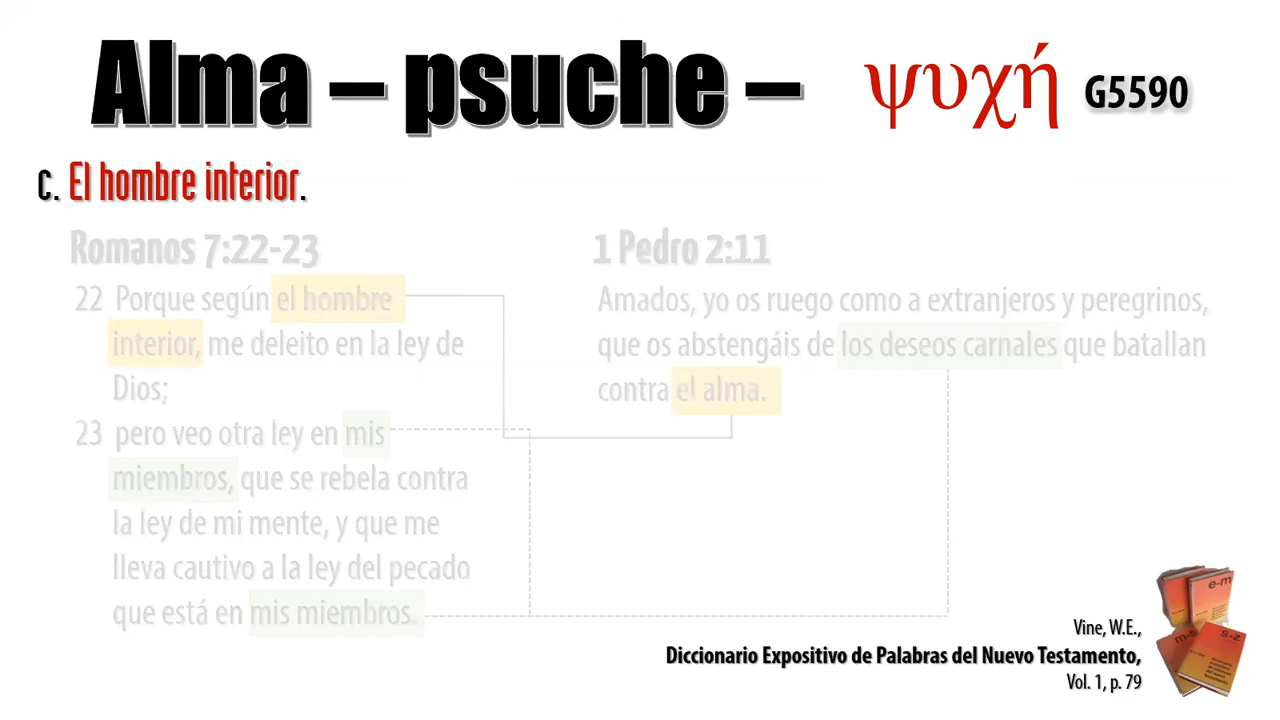 Alma – psuche – ψυχή G5590
c. El hombre interior.
Romanos 7:22-23
22 Porque según el hombre
interior, me deleito en la ley de
Dios;
23 pero veo otra ley en mis
miembros, que se rebela contra
la ley de mi mente, y que me
lleva cautivo a la ley del pecado
que está en mis miembros.
1 Pedro 2:11
Amados, yo os ruego como a extranjeros y peregrinos,
que os abstengáis de los deseos carnales que batallan
contra el alma.
Vine, W.E.,
Diccionario Expositivo de Palabras del Nuevo Testamento,
Vol. 1, p. 79
e-m
m-s
s-z